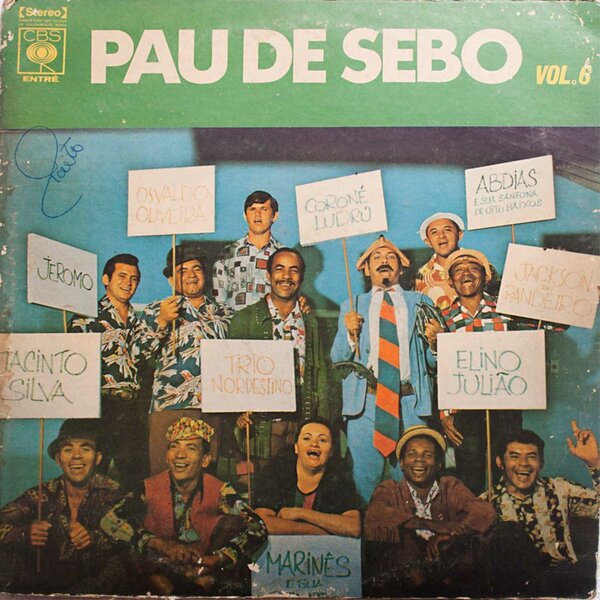 Stereo
CBS
ENTRÉ
PAU DE SEBO
VOL. 6
OSVALDO
OLIVEIRA
CORONÉ
LUDRÚ
ABDIAS
E SUA SANFONA
DE OITO BAIXOS
JEROMO
JACKSON
DO
PANDEIRO
JACINTO
SILVA
TRIO
NORDESTINO
ELINO
JULIÃO
MARINÊS
E SUA